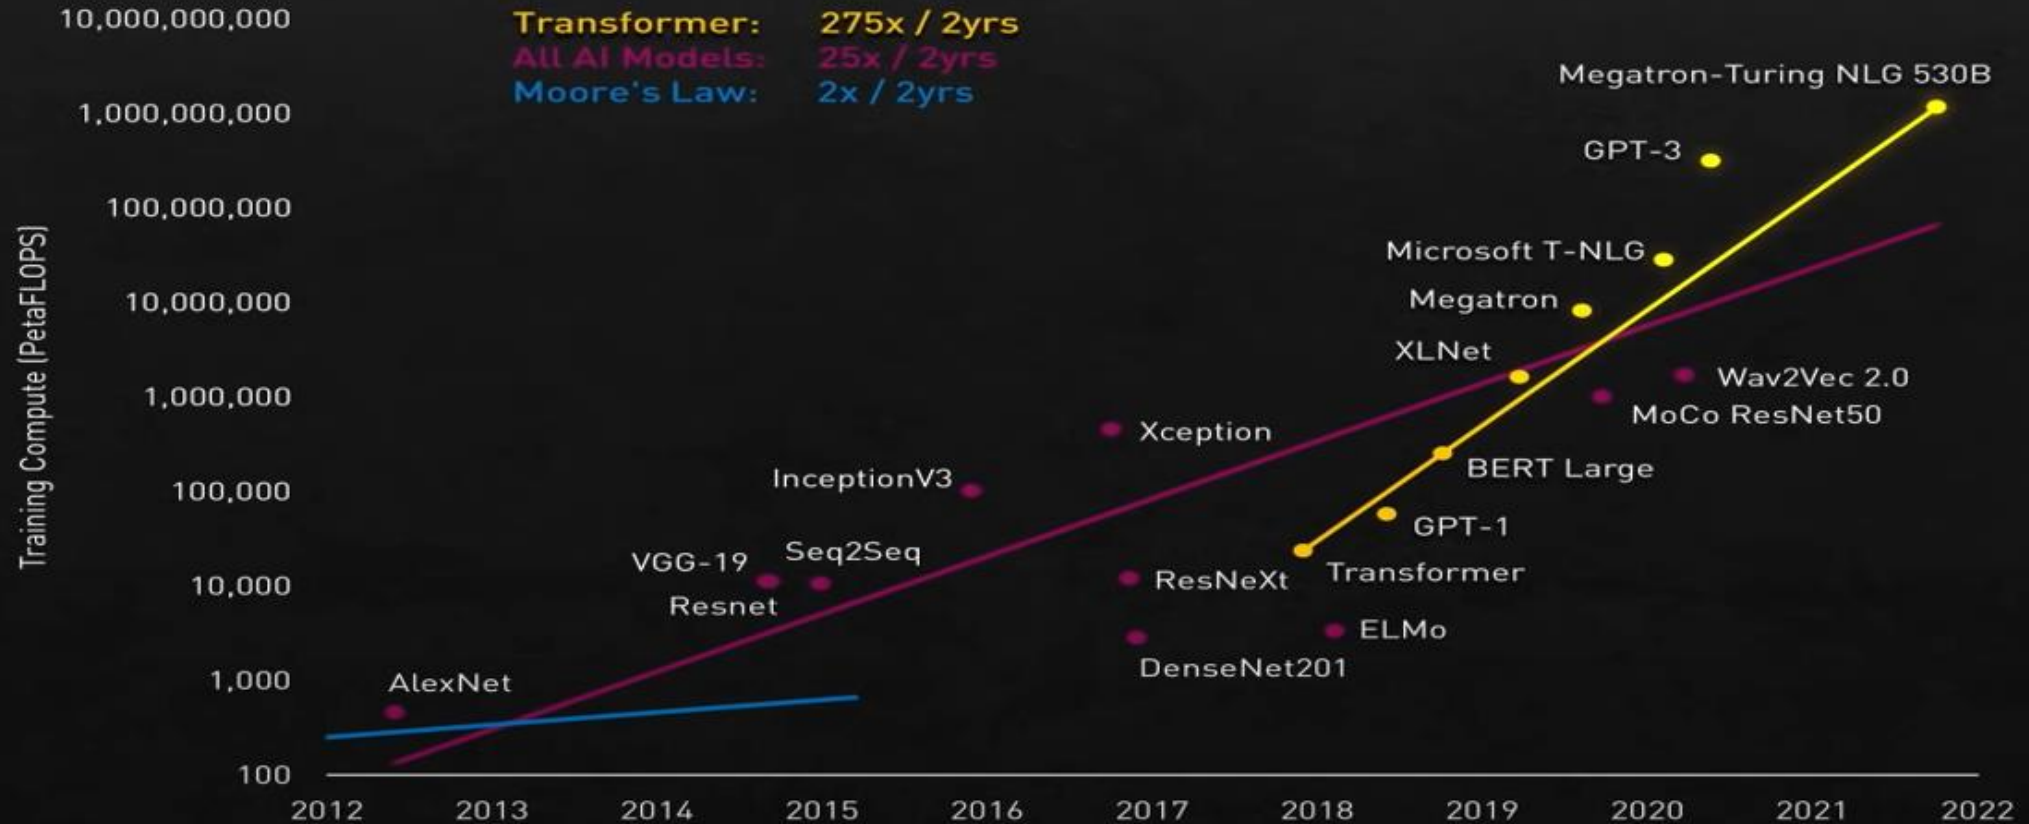 Transformer: 275x / 2yrs
All AI Models: 25x / 2yrs
Moore's Law: 2x / 2yrs
Training Compute (PetaFLOPS)
10,000,000,000
1,000,000,000
100,000,000
10,000,000
1,000,000
100,000
10,000
1,000
100
Megatron-Turing NLG 530B
GPT-3
Microsoft T-NLG
Megatron
XLNet
Wav2Vec 2.0
MoCo ResNet50
Xception
BERT Large
InceptionV3
GPT-1
Seq2Seq
VGG-19
Transformer
ResNeXt
Resnet
ELMo
DenseNet201
AlexNet
2012 2013 2014 2015 2016 2017 2018 2019 2020 2021 2022